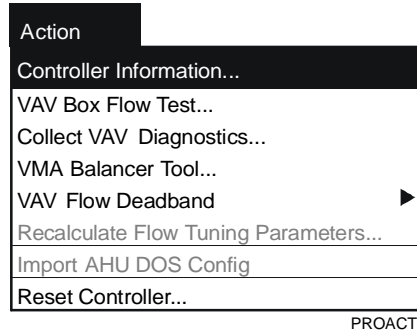 Action
Controller Information...
VAV Box Flow Test...
Collect VAV Diagnostics...
VMA Balancer Tool...
VAV Flow Deadband
Recalculate Flow Tuning Parameters...
Import AHU DOS Config
Reset Controller...
PROACT